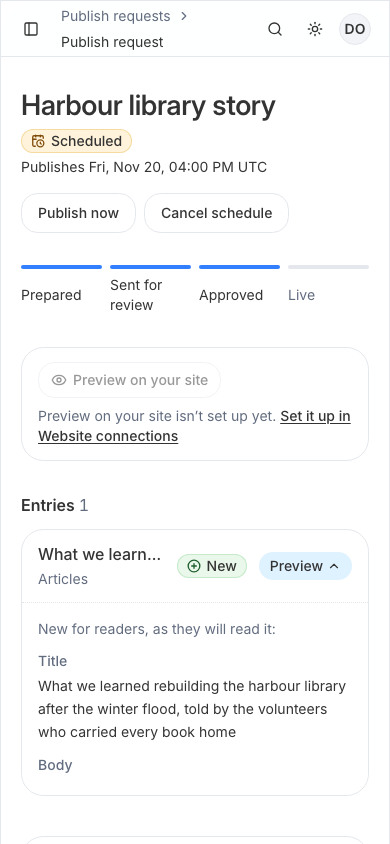 Publish requests
Publish request
DO
Harbour library story
Scheduled
Publishes Fri, Nov 20, 04:00 PM UTC
Publish now
Cancel schedule
Prepared
Sent for
review
Approved
Live
Preview on your site
Preview on your site isn't set up yet. Set it up in
Website connections
Entries 1
What we learn...
New
Preview
Articles
New for readers, as they will read it:
Title
What we learned rebuilding the harbour library
after the winter flood, told by the volunteers
who carried every book home
Body